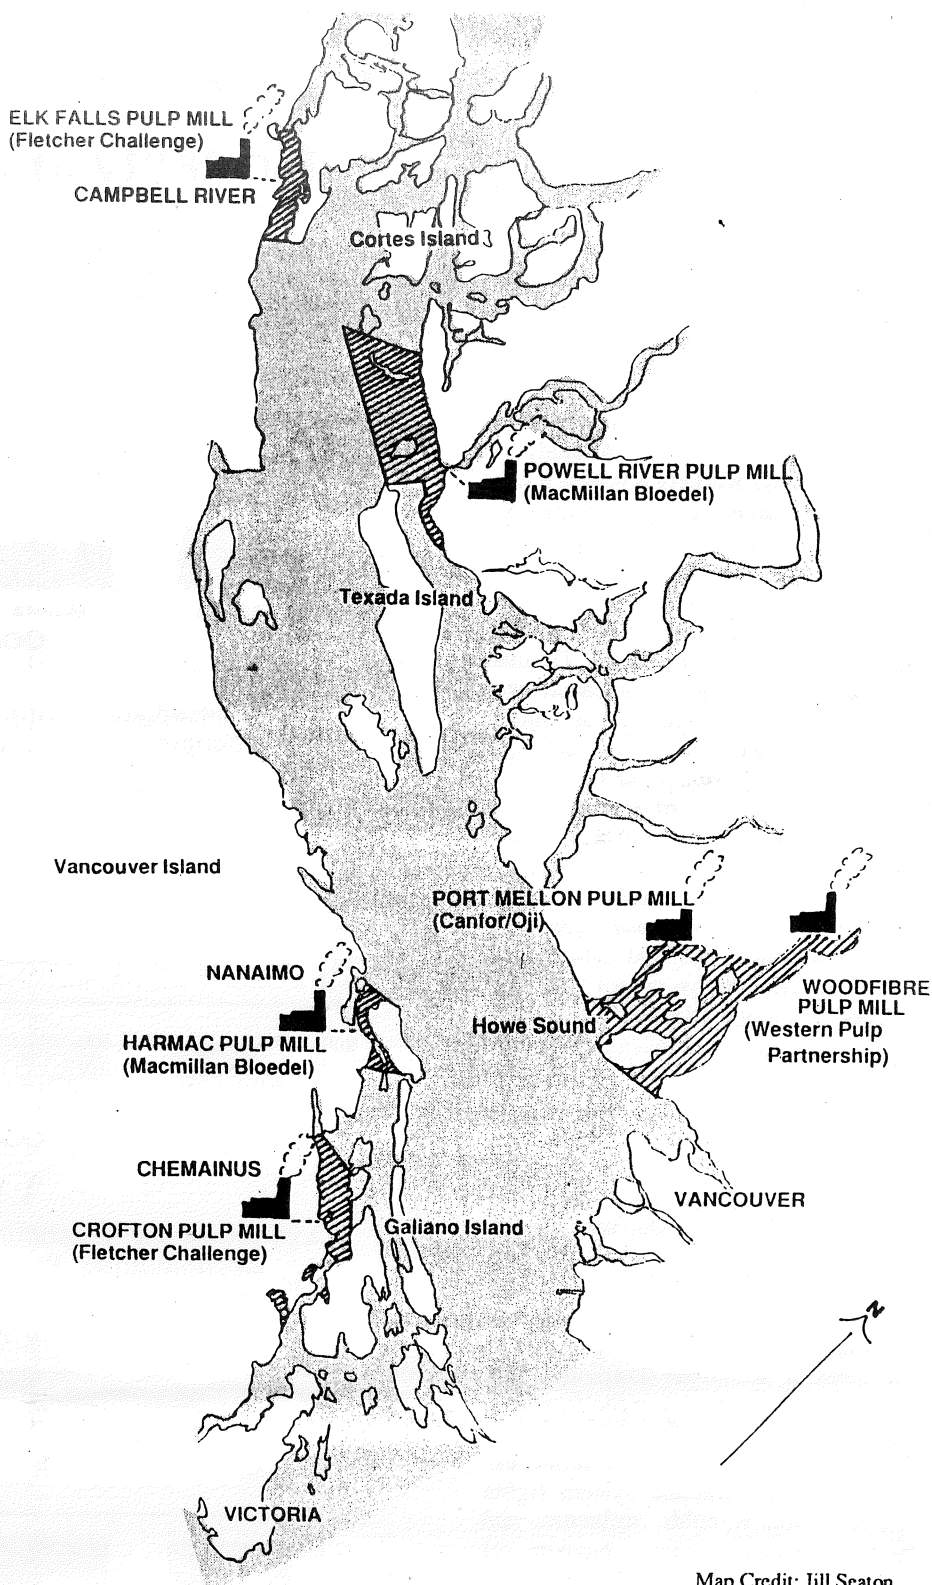 ELK FALLS PULP MILL
(Fletcher Challenge)
CAMPBELL RIVER
Cortes Island
POWELL RIVER PULP MILL
(MacMillan Bloedel)
Texada Island
Vancouver Island
PORT MELLON PULP MILL
(Canfor/Oji)
NANAIMO
WOODFIBRE
PULP MILL
(Western Pulp
Partnership)
Howe Sound
HARMAC PULP MILL
(Macmillan Bloedel)
CHEMAINUS
VANCOUVER
CROFTON PULP MILL
(Fletcher Challenge)
Galiano Island
N
VICTORIA
Map Credit: Jill Seaton